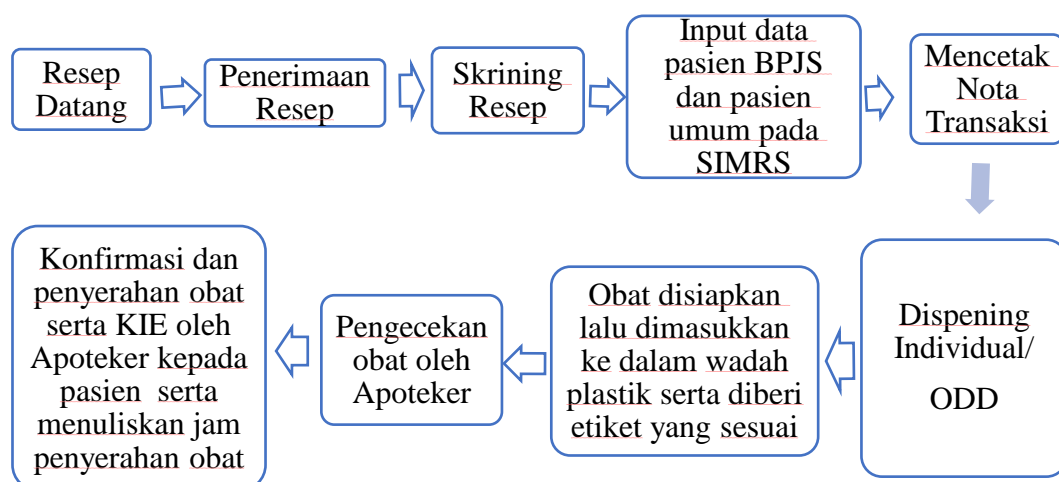 Resep
Datang
Penerimaan
Resep
Skrining
Resep
Input data
pasien BPJS
dan pasien
umum pada
SIMRS
Mencetak
Nota
Transaksi
Dispening
Individual/
ODD
Obat disiapkan
lalu dimasukkan
ke dalam wadah
plastik serta diberi
etiket yang sesuai
Pengecekan
obat oleh
Apoteker
Konfirmasi dan
penyerahan obat
serta KIE oleh
Apoteker kepada
pasien serta
menuliskan jam
penyerahan obat